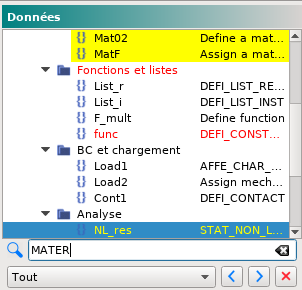 Données
Mat02 Define a mat...
MatF Assign a mat...
Fonctions et listes
List_r DEFI_LIST_RE...
List_i DEFI_LIST_INST
F_mult Define function
func DEFI_CONST...
BC et chargement
Load1 AFFE_CHAR_...
Load2 Assign mech...
Cont1 DEFI_CONTACT
Analyse
NL_res STAT_NON_L...
MATER
Tout